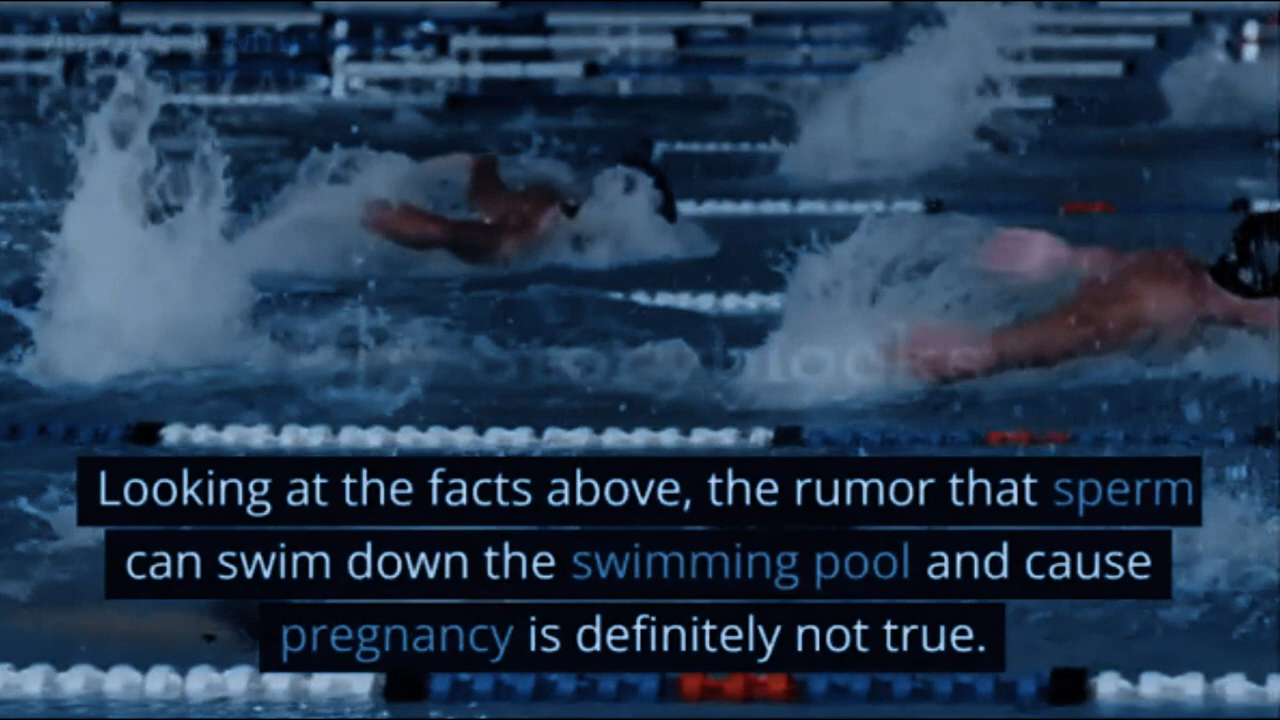 Storyblocks
Looking at the facts above, the rumor that sperm
can swim down the swimming pool and cause
pregnancy is definitely not true.